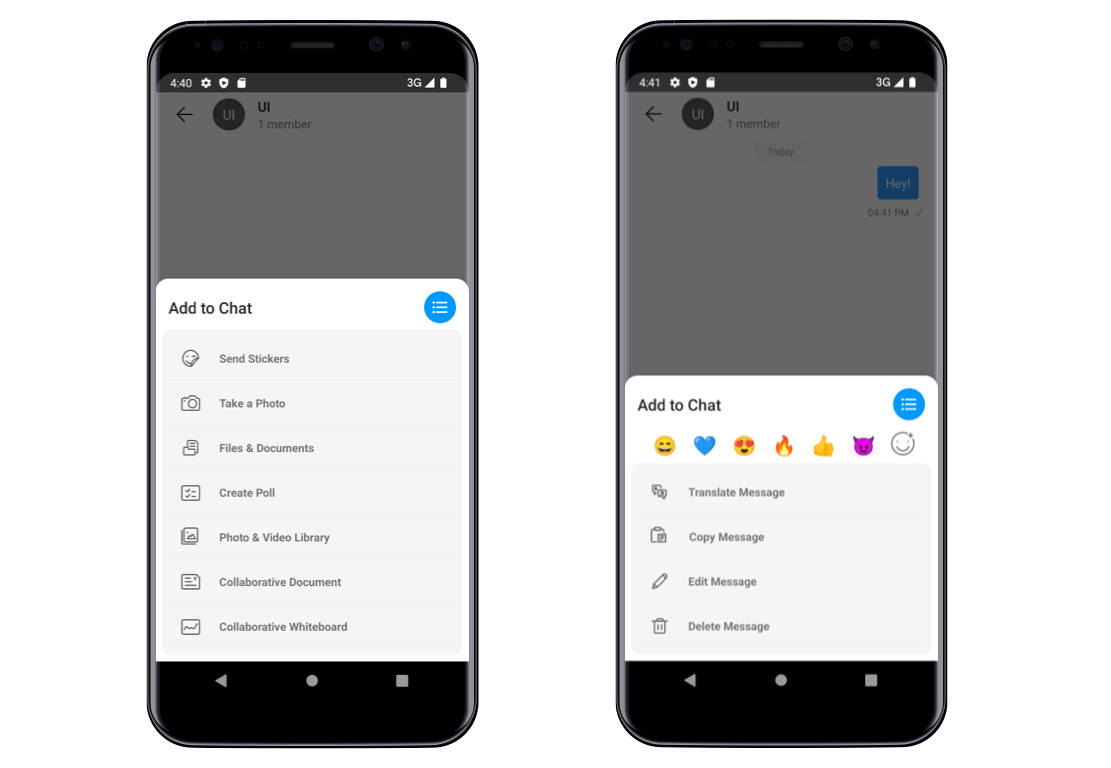 4:40 3G
UI UI
1 member
Add to Chat
Send Stickers
Take a Photo
Files & Documents
Create Poll
Photo & Video Library
Collaborative Document
Collaborative Whiteboard
4:41 3G
UI UI
1 member
Today
Hey!
04:41 PM
Add to Chat
Translate Message
Copy Message
Edit Message
Delete Message